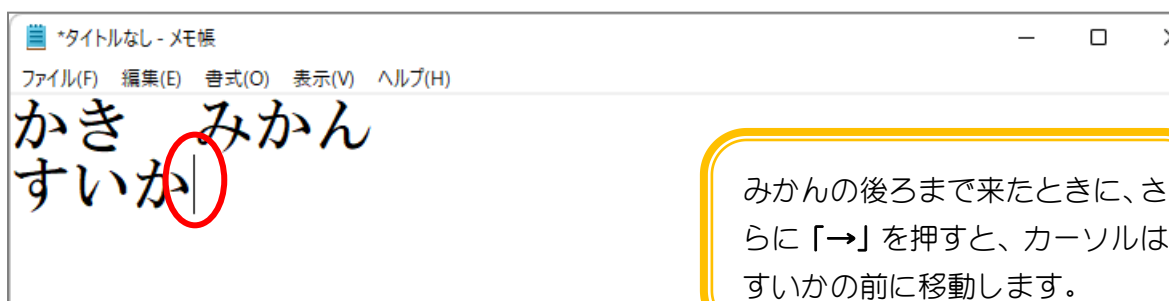 *タイトルなし - メモ帳
ファイル(F) 編集(E) 書式(O) 表示(V) ヘルプ(H)
かき　みかん
すいか
みかんの後ろまで来たときに、さ
らに「→」を押すと、カーソルは
すいかの前に移動します。